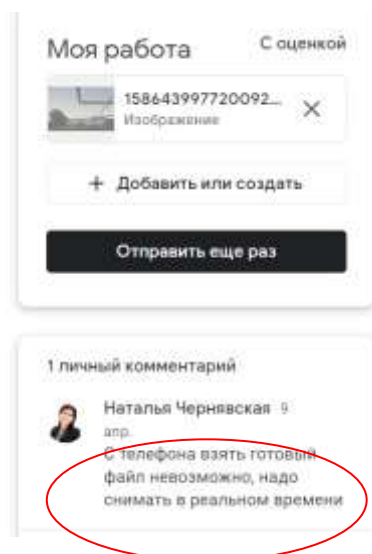 Моя работа
С оценкой
158643997720092...
Изображение
+ Добавить или создать
Отправить еще раз
1 личный комментарий
Наталья Чернявская 9
апр.
С телефона взять готовый
файл невозможно, надо
снимать в реальном времени